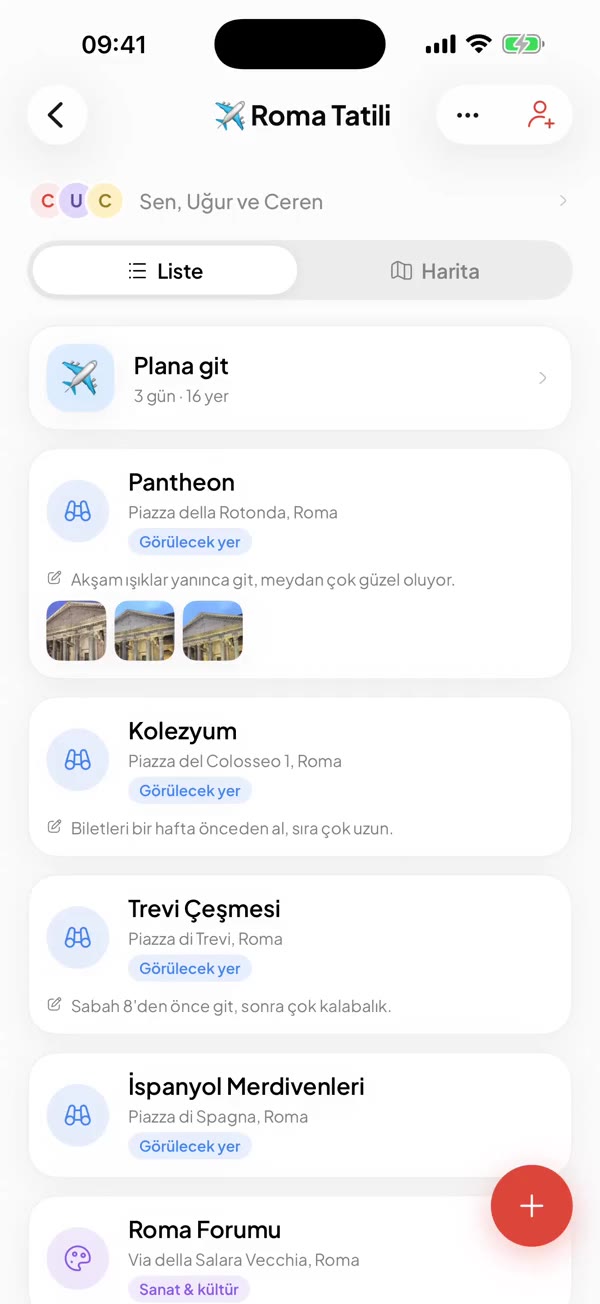 09:41
Roma Tatili
C U C Sen, Uğur ve Ceren
Liste
Harita
Plana git
3 gün · 16 yer
Pantheon
Piazza della Rotonda, Roma
Görülecek yer
Akşam ışıklar yanınca git, meydan çok güzel oluyor.
Kolezyum
Piazza del Colosseo 1, Roma
Görülecek yer
Biletleri bir hafta önceden al, sıra çok uzun.
Trevi Çeşmesi
Piazza di Trevi, Roma
Görülecek yer
Sabah 8'den önce git, sonra çok kalabalık.
İspanyol Merdivenleri
Piazza di Spagna, Roma
Görülecek yer
Roma Forumu
Via della Salara Vecchia, Roma
Sanat & kültür